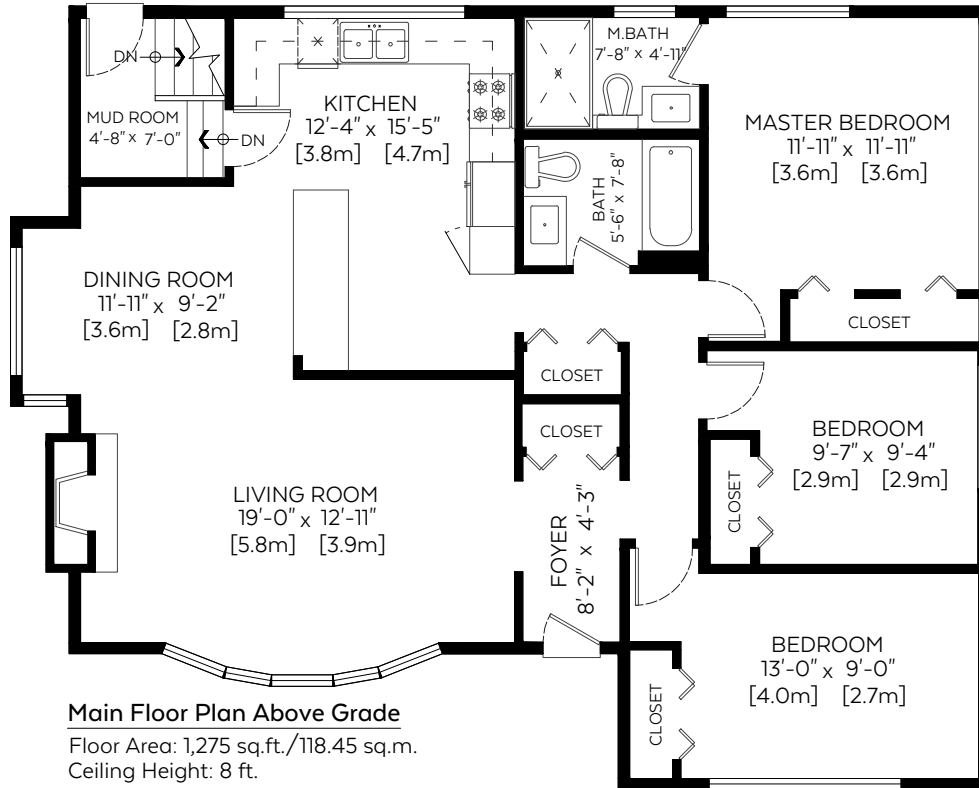 DN
MUD ROOM
4'-8" x 7'-0"
DN
KITCHEN
12'-4" x 15'-5"
[3.8m] [4.7m]
M.BATH
7'-8" x 4'-11"
MASTER BEDROOM
11'-11" x 11'-11"
[3.6m] [3.6m]
BATH
5'-6" x 7'-8"
DINING ROOM
11'-11" x 9'-2"
[3.6m] [2.8m]
CLOSET
CLOSET
CLOSET
BEDROOM
9'-7" x 9'-4"
[2.9m] [2.9m]
CLOSET
LIVING ROOM
19'-0" x 12'-11"
[5.8m] [3.9m]
FOYER
8'-2" x 4'-3"
BEDROOM
13'-0" x 9'-0"
[4.0m] [2.7m]
CLOSET
Main Floor Plan Above Grade
Floor Area: 1,275 sq.ft./118.45 sq.m.
Ceiling Height: 8 ft.